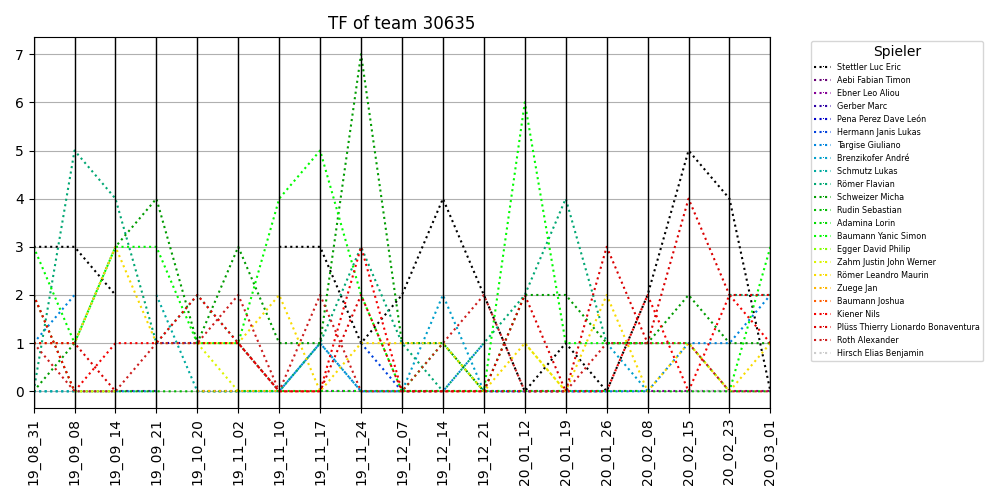 TF of team 30635
7
6
5
4
3
2
1
0
19_08_31
19_09_08
19_09_14
19_09_21
19_10_20
19_11_02
19_11_10
19_11_17
19_11_24
19_12_07
19_12_14
19_12_21
20_01_12
20_01_19
20_01_26
20_02_08
20_02_15
20_02_23
20_03_01
Spieler
Stettler Luc Eric
Aebi Fabian Timon
Ebner Leo Aliou
Gerber Marc
Pena Perez Dave León
Hermann Janis Lukas
Targise Giuliano
Brenzikofer André
Schmutz Lukas
Römer Flavian
Schweizer Micha
Rudin Sebastian
Adamina Lorin
Baumann Yanic Simon
Egger David Philip
Zahm Justin John Werner
Römer Leandro Maurin
Zuege Jan
Baumann Joshua
Kiener Nils
Plüss Thierry Lionardo Bonaventura
Roth Alexander
Hirsch Elias Benjamin